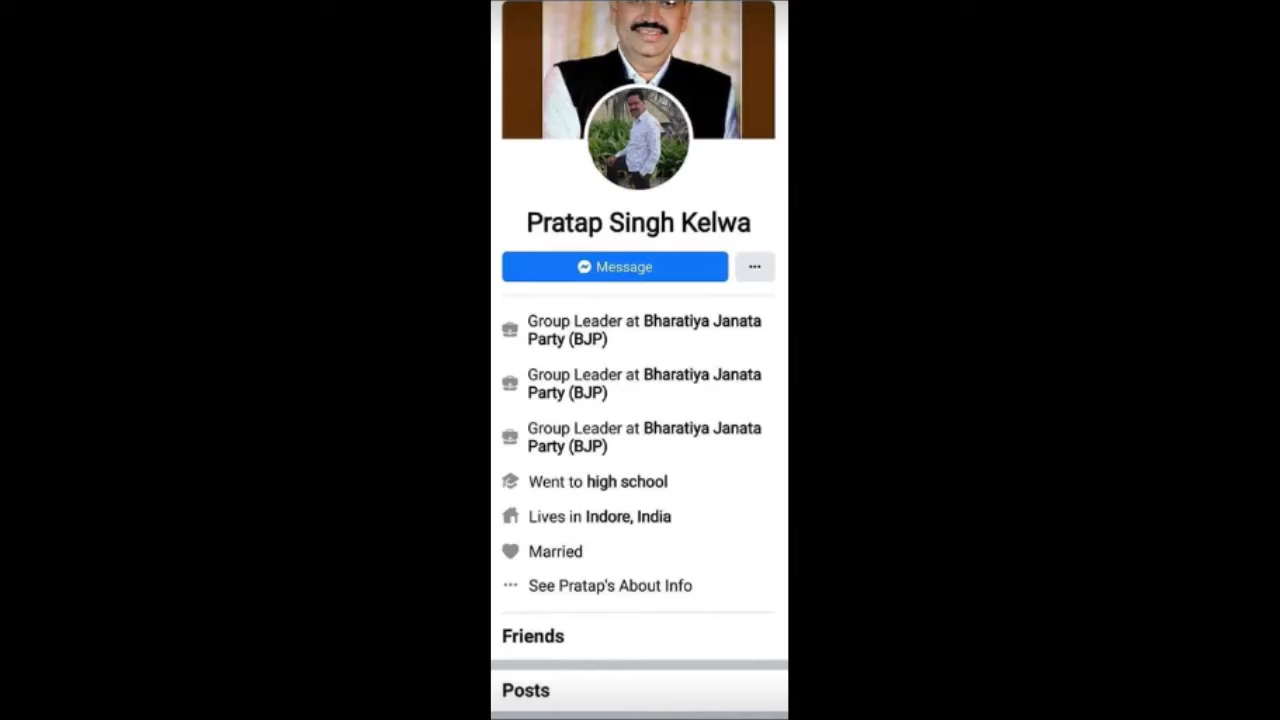 Pratap Singh Kelwa
Message
Group Leader at Bharatiya Janata
Party (BJP)
Group Leader at Bharatiya Janata
Party (BJP)
Group Leader at Bharatiya Janata
Party (BJP)
Went to high school
Lives in Indore, India
Married
See Pratap's About Info
Friends
Posts